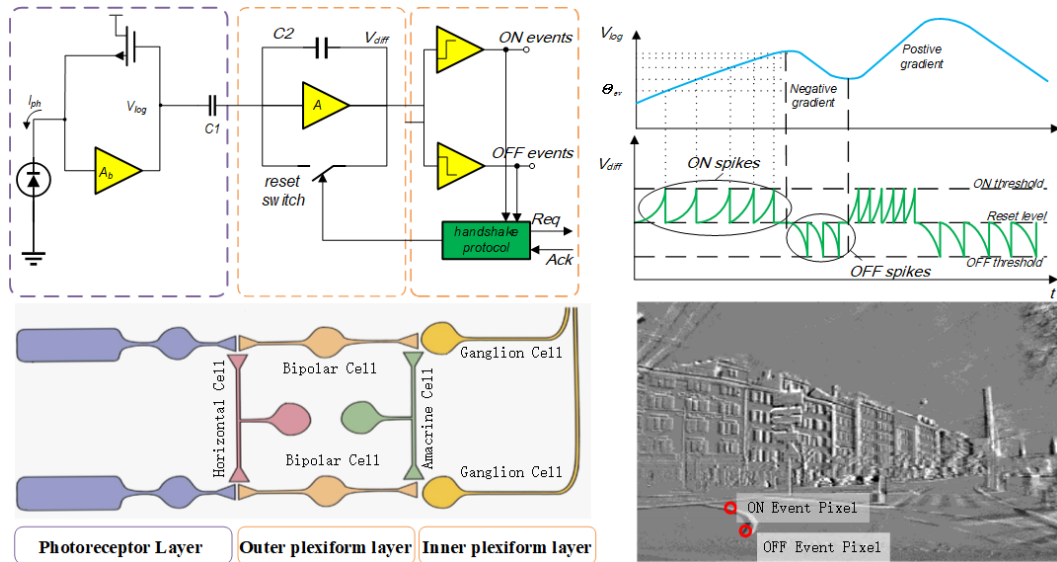 C2
V_diff
ON events
I_ph
V_log
C1
A
A_b
reset
switch
OFF events
handshake
protocol
Req
Ack
V_log
Θ_ev
Negative
gradient
Postive
gradient
V_diff
ON spikes
ON threshold
Reset level
OFF threshold
OFF spikes
t
Horizontal Cell
Bipolar Cell
Bipolar Cell
Amacrine Cell
Ganglion Cell
Ganglion Cell
Photoreceptor Layer
Outer plexiform layer
Inner plexiform layer
ON Event Pixel
OFF Event Pixel